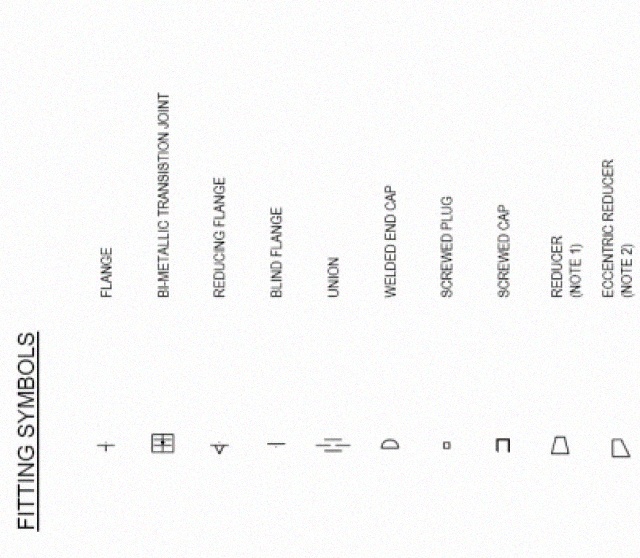 FITTING SYMBOLS
FLANGE
BI-METALLIC TRANSISTION JOINT
REDUCING FLANGE
BLIND FLANGE
UNION
WELDED END CAP
SCREWED PLUG
SCREWED CAP
REDUCER
(NOTE 1)
ECCENTRIC REDUCER
(NOTE 2)